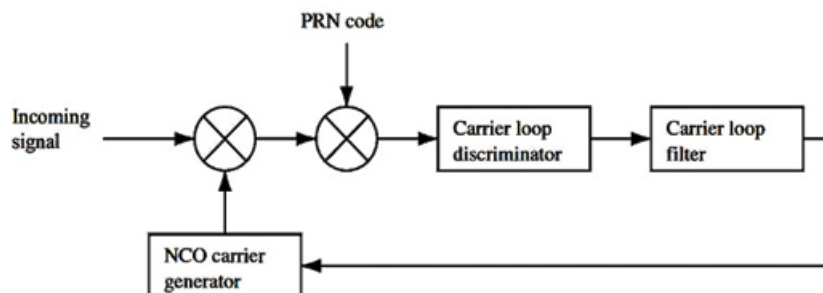 PRN code
Incoming
signal
Carrier loop
discriminator
Carrier loop
filter
NCO carrier
generator